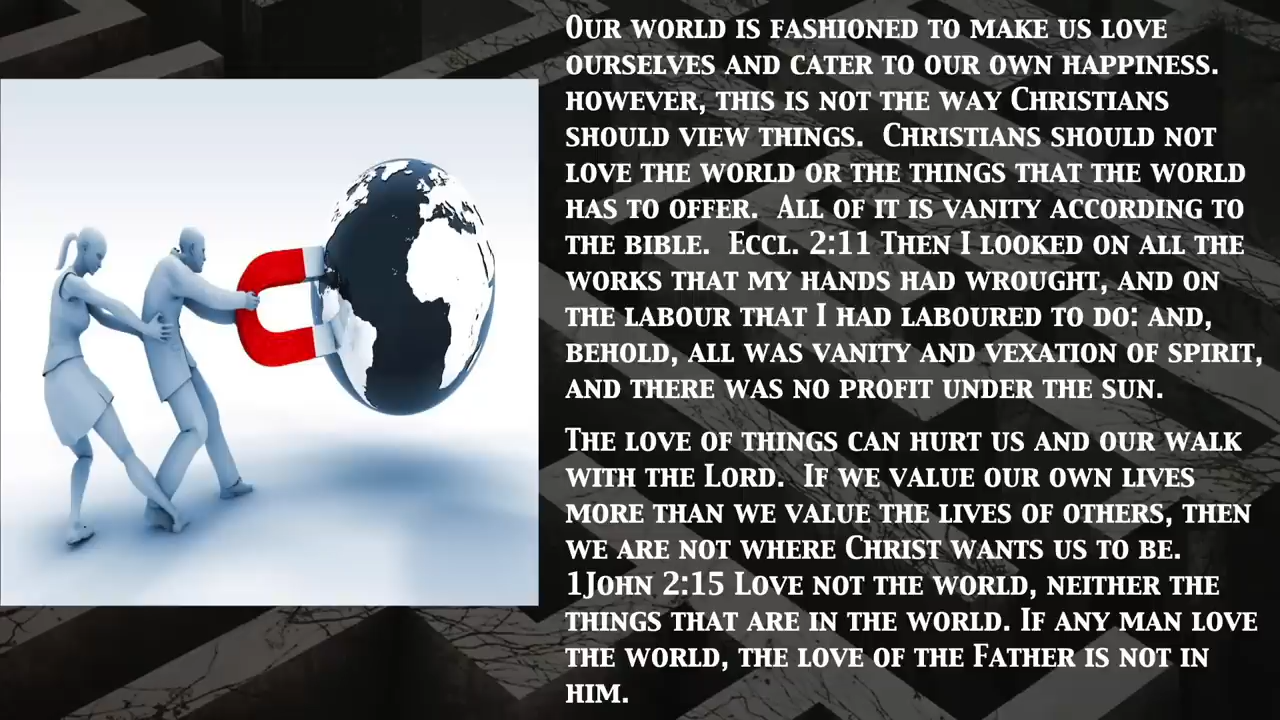 Our world is fashioned to make us love
ourselves and cater to our own happiness.
however, this is not the way Christians
should view things.  Christians should not
love the world or the things that the world
has to offer.  All of it is vanity according to
the bible.  Eccl. 2:11 Then I looked on all the
works that my hands had wrought, and on
the labour that I had laboured to do: and,
behold, all was vanity and vexation of spirit,
and there was no profit under the sun.
The love of things can hurt us and our walk
with the Lord.  If we value our own lives
more than we value the lives of others, then
we are not where Christ wants us to be.
1John 2:15 Love not the world, neither the
things that are in the world. If any man love
the world, the love of the Father is not in
him.